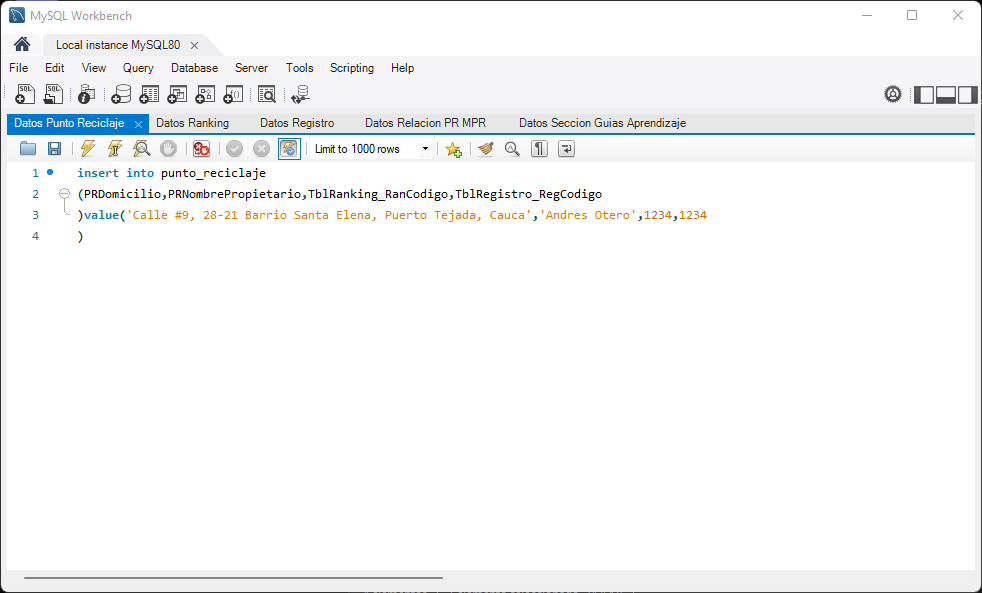 MySQL Workbench
Local instance MySQL80
File Edit View Query Database Server Tools Scripting Help
Datos Punto Reciclaje Datos Ranking Datos Registro Datos Relacion PR MPR Datos Seccion Guias Aprendizaje
Limit to 1000 rows
1 insert into punto_reciclaje
2 (PRDomicilio,PRNombrePropietario,TblRanking_RanCodigo,TblRegistro_RegCodigo
3 )value('Calle #9, 28-21 Barrio Santa Elena, Puerto Tejada, Cauca','Andres Otero',1234,1234
4 )